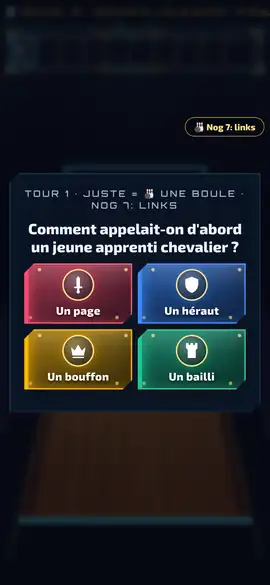 🎳 Nog 7: links
TOUR 1 · JUSTE = 🎳 UNE BOULE ·
NOG 7: LINKS
Comment appelait-on d'abord
un jeune apprenti chevalier ?
Un page
Un héraut
Un bouffon
Un bailli